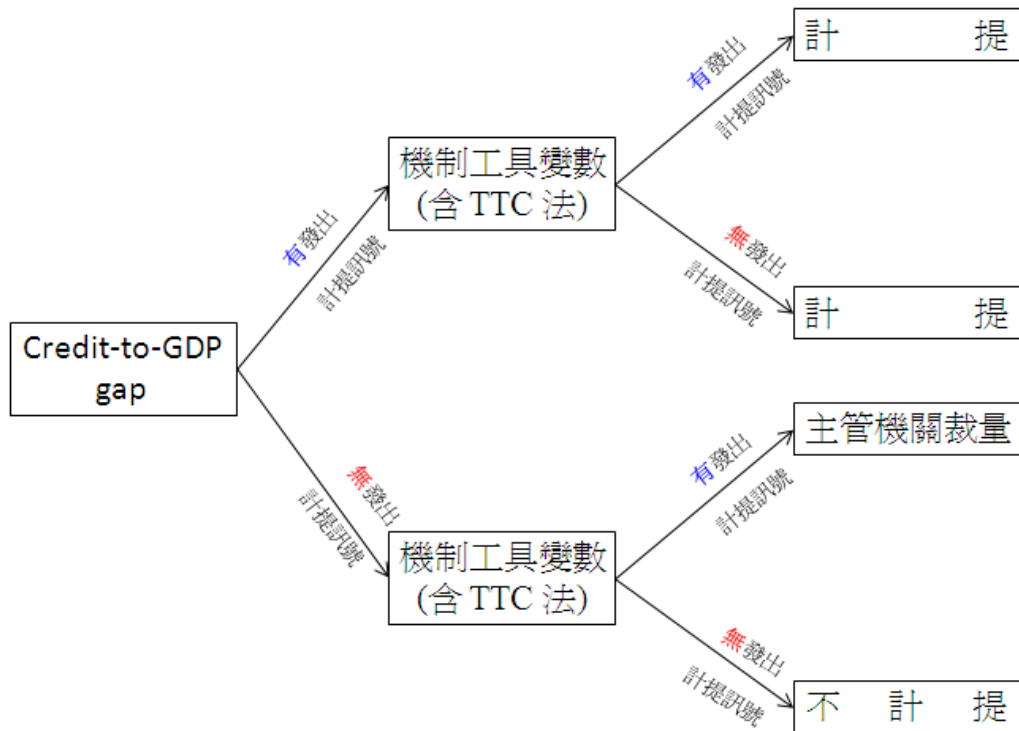 計 提
有發出
計提訊號
機制工具變數
(含 TTC 法)
有發出
計提訊號
無發出
計提訊號
計 提
Credit-to-GDP
gap
主管機關裁量
無發出
計提訊號
有發出
計提訊號
機制工具變數
(含 TTC 法)
無發出
計提訊號
不 計 提